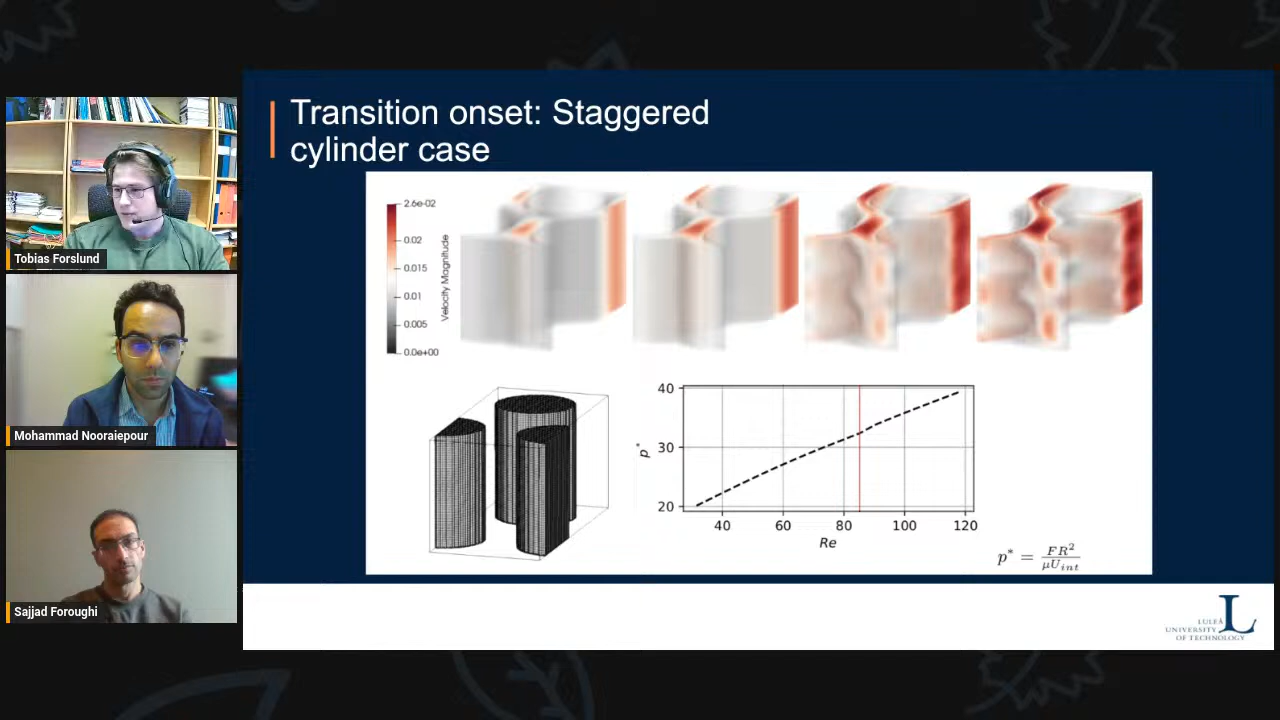 Transition onset: Staggered
cylinder case
2.6e-02
0.02
0.015
0.01
0.005
0.0e+00
Velocity Magnitude
Tobias Forslund
Mohammad Nooraiepour
Sajjad Foroughi
40
30
20
p*
40 60 80 100 120
Re
p* = FR²/μU_int
LULEÅ
UNIVERSITY
OF TECHNOLOGY
L